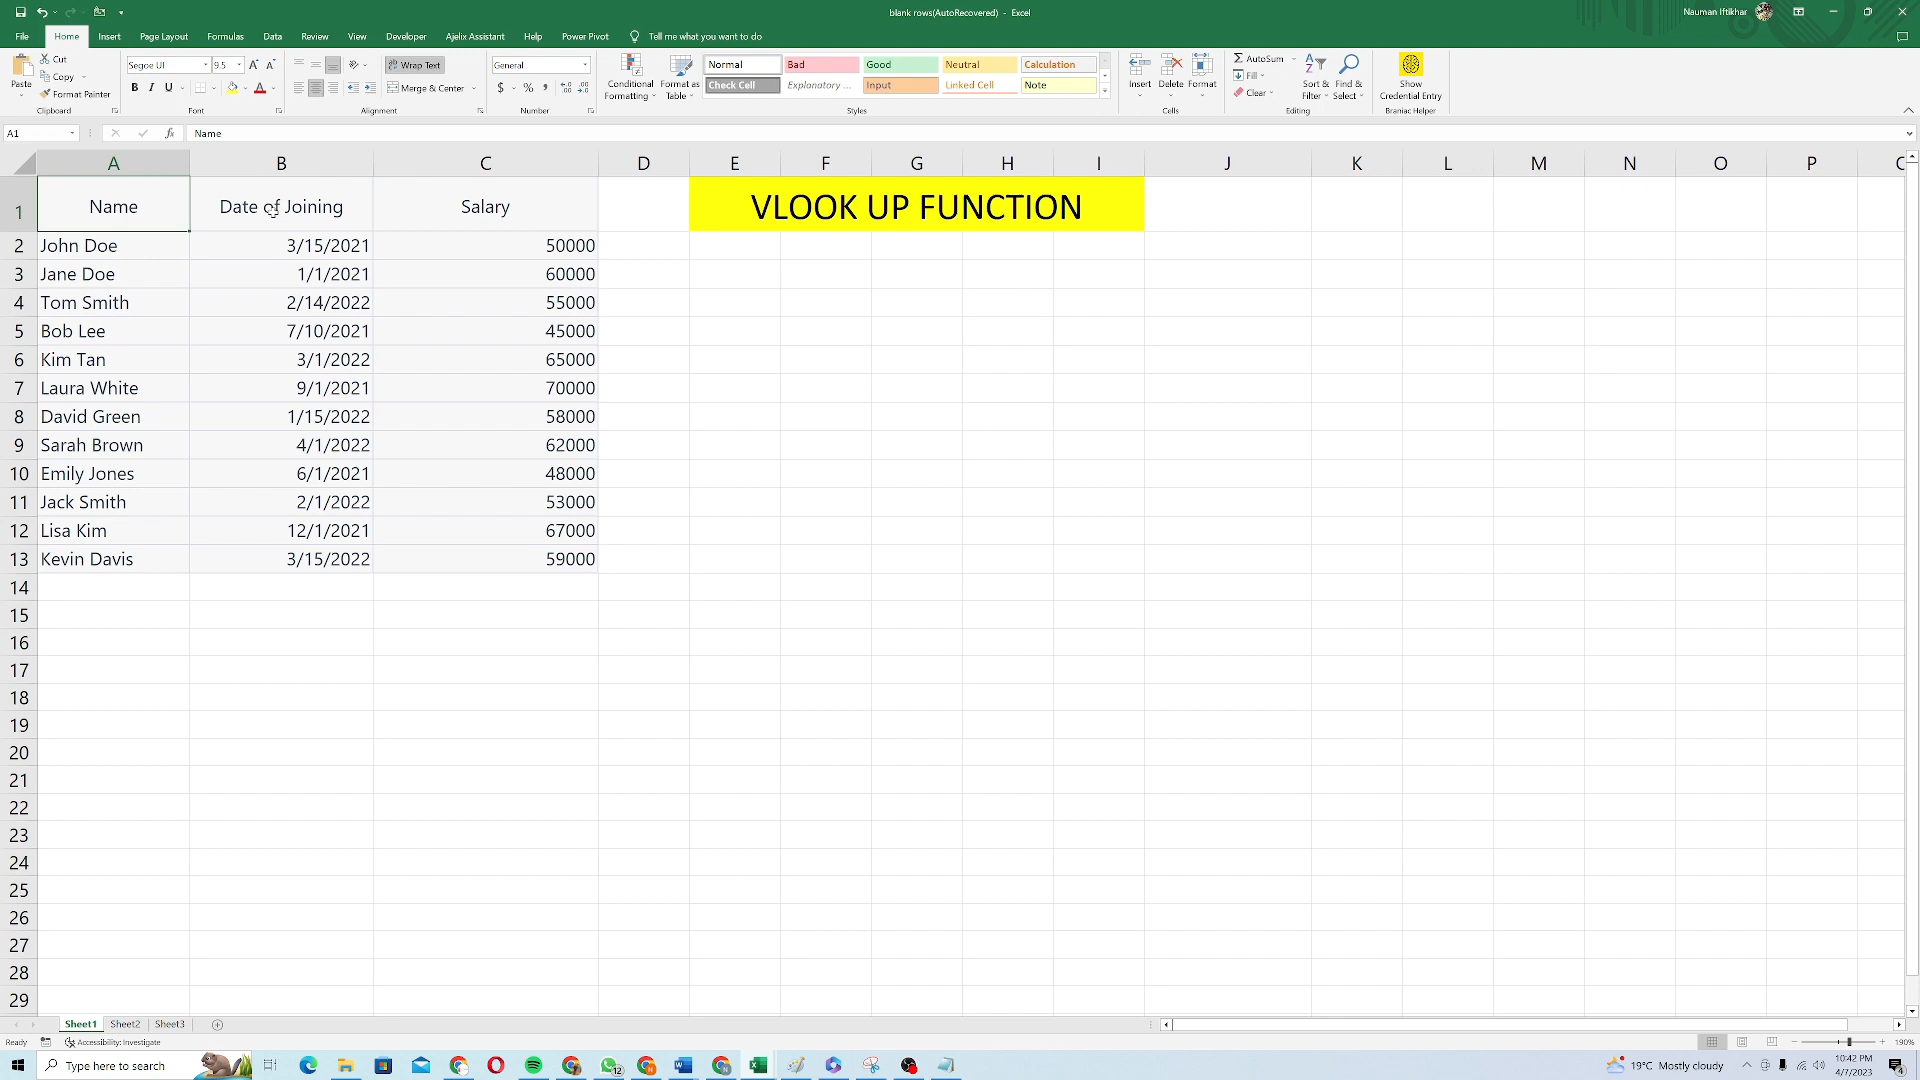 blank rows(AutoRecovered) - Excel
Nauman Iftikhar
File Home Insert Page Layout Formulas Data Review View Developer Ajelix Assistant Help Power Pivot Tell me what you want to do
Paste
Cut
Copy
Format Painter
Clipboard
Segoe UI 9.5
B I U
Font
Wrap Text
Merge & Center
Alignment
General
$ % ,
Number
Conditional Formatting
Format as Table
Normal Bad Good Neutral Calculation
Check Cell Explanatory ... Input Linked Cell Note
Styles
Insert Delete Format
Cells
AutoSum
Fill
Clear
Sort & Filter
Find & Select
Editing
Show Credential Entry
Braniac Helper
A1 fx Name
A B C D E F G H I J K L M N O P
1 Name Date of Joining Salary VLOOK UP FUNCTION
2 John Doe 3/15/2021 50000
3 Jane Doe 1/1/2021 60000
4 Tom Smith 2/14/2022 55000
5 Bob Lee 7/10/2021 45000
6 Kim Tan 3/1/2022 65000
7 Laura White 9/1/2021 70000
8 David Green 1/15/2022 58000
9 Sarah Brown 4/1/2022 62000
10 Emily Jones 6/1/2021 48000
11 Jack Smith 2/1/2022 53000
12 Lisa Kim 12/1/2021 67000
13 Kevin Davis 3/15/2022 59000
14
15
16
17
18
19
20
21
22
23
24
25
26
27
28
29
Sheet1 Sheet2 Sheet3
Ready Accessibility: Investigate 190%
Type here to search
12
19°C Mostly cloudy
10:42 PM
4/7/2023
4